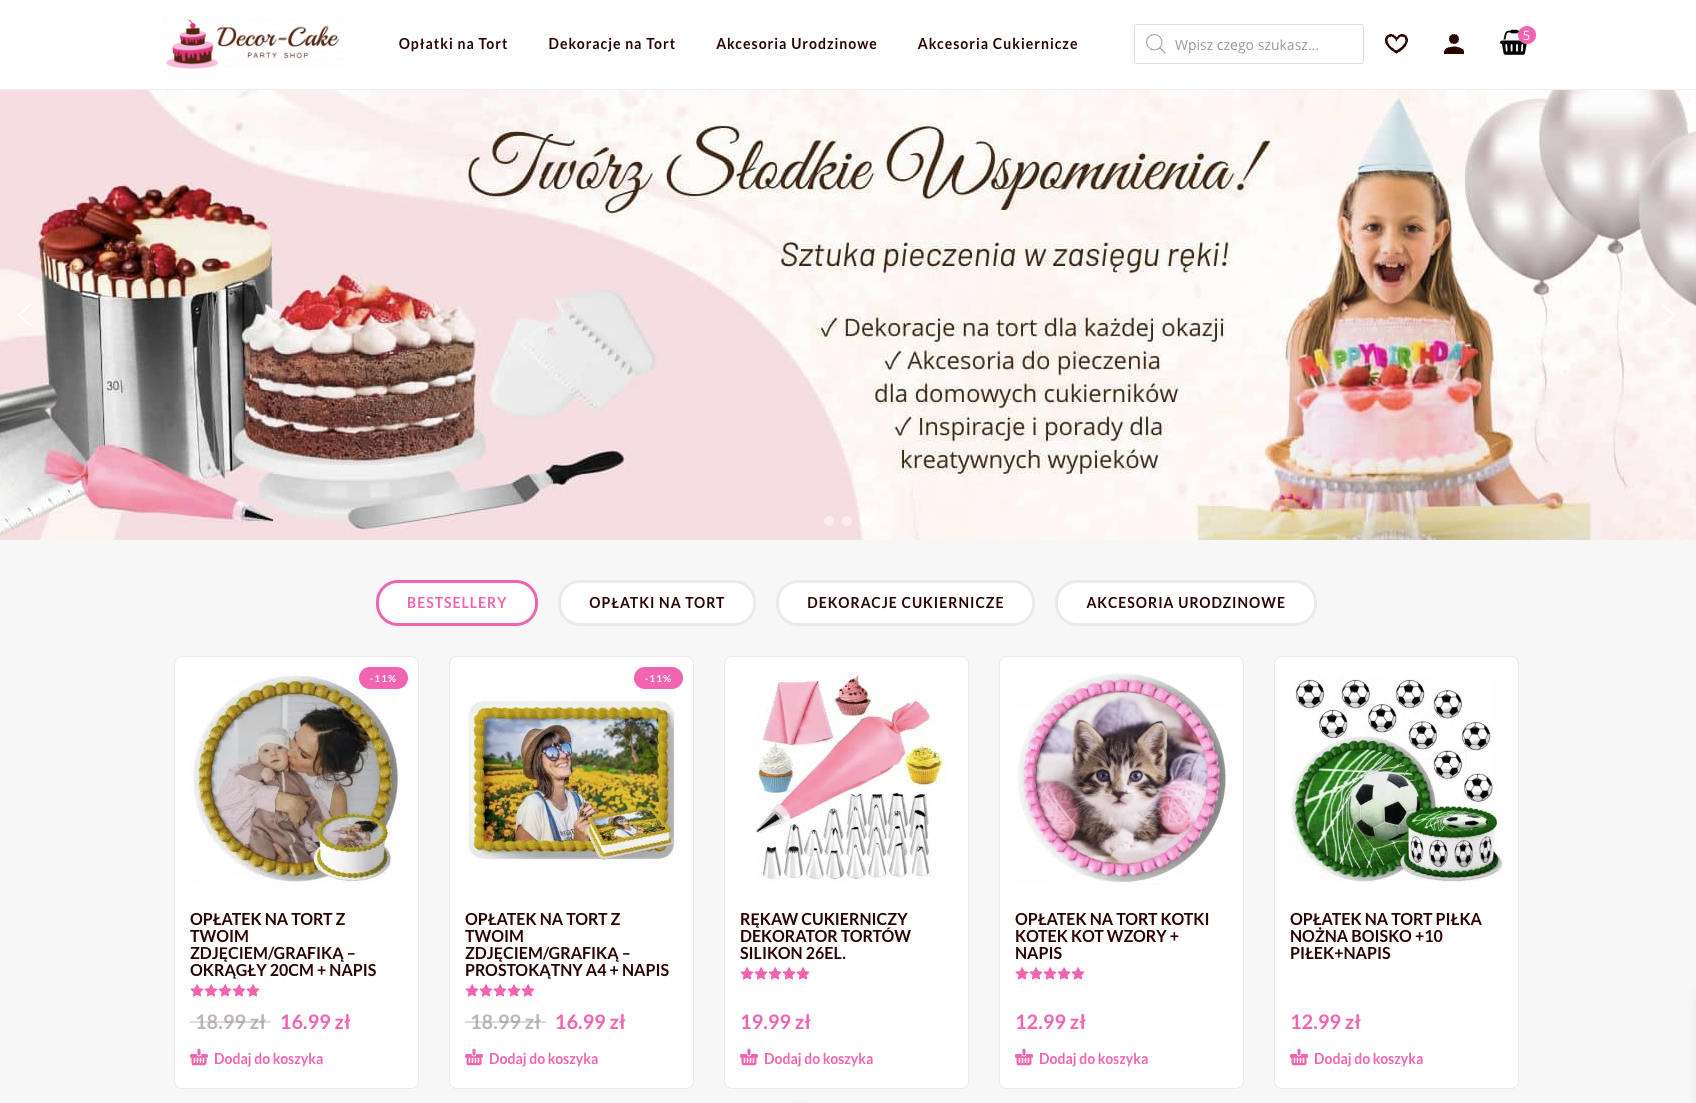 Decor-Cake
PARTY SHOP
Opłatki na Tort
Dekoracje na Tort
Akcesoria Urodzinowe
Akcesoria Cukiernicze
Wpisz czego szukasz...
5
Twórz Słodkie Wspomnienia!
Sztuka pieczenia w zasięgu ręki!
✓ Dekoracje na tort dla każdej okazji
✓ Akcesoria do pieczenia
dla domowych cukierników
✓ Inspiracje i porady dla
kreatywnych wypieków
30
HAPPYBIRTHDAY
BESTSELLERY
OPŁATKI NA TORT
DEKORACJE CUKIERNICZE
AKCESORIA URODZINOWE
-11%
OPŁATEK NA TORT Z
TWOIM
ZDJĘCIEM/GRAFIKĄ –
OKRĄGŁY 20CM + NAPIS
18.99 zł 16.99 zł
Dodaj do koszyka
-11%
OPŁATEK NA TORT Z
TWOIM
ZDJĘCIEM/GRAFIKĄ –
PROSTOKĄTNY A4 + NAPIS
18.99 zł 16.99 zł
Dodaj do koszyka
RĘKAW CUKIERNICZY
DEKORATOR TORTÓW
SILIKON 26EL.
19.99 zł
Dodaj do koszyka
OPŁATEK NA TORT KOTKI
KOTEK KOT WZORY +
NAPIS
12.99 zł
Dodaj do koszyka
OPŁATEK NA TORT PIŁKA
NOŻNA BOISKO +10
PIŁEK+NAPIS
12.99 zł
Dodaj do koszyka